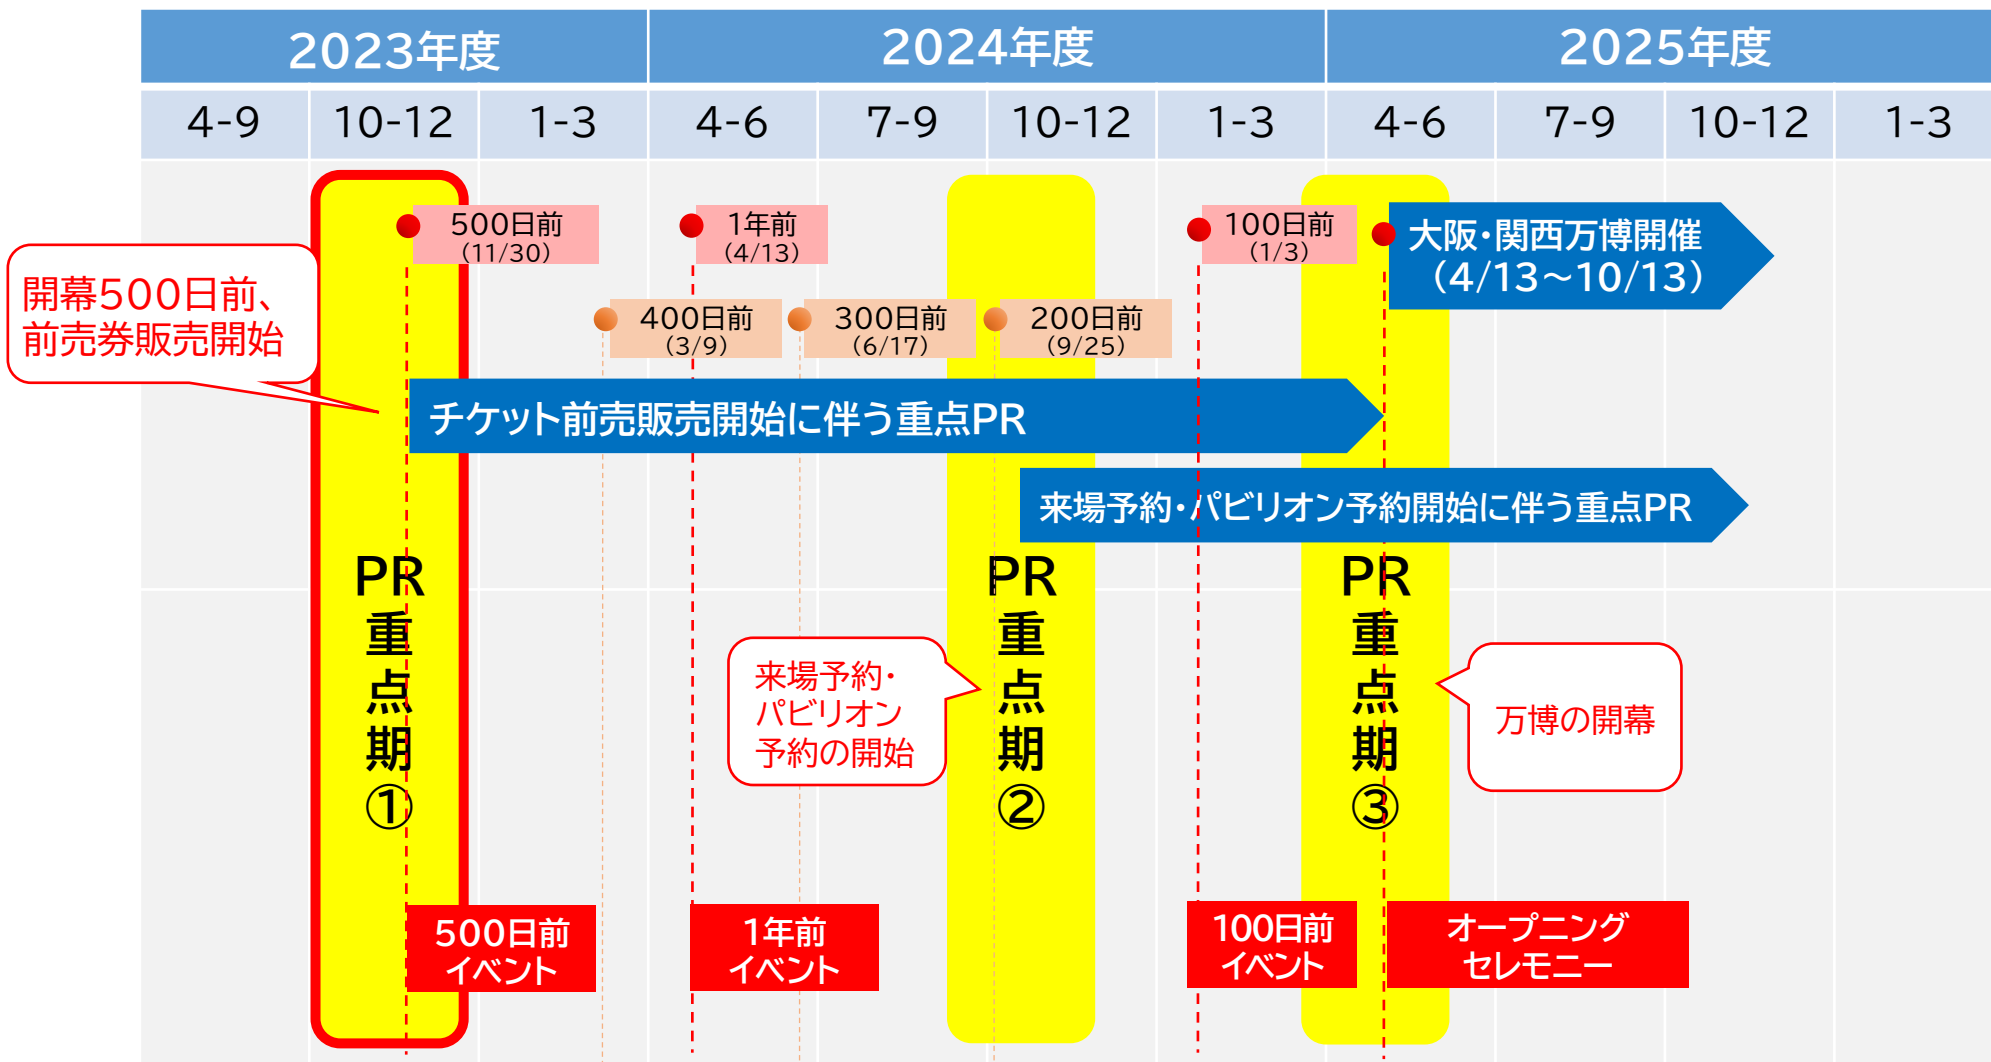 2023年度
2024年度
2025年度
4-9
10-12
1-3
4-6
7-9
10-12
1-3
4-6
7-9
10-12
1-3
500日前
(11/30)
1年前
(4/13)
100日前
(1/3)
大阪・関西万博開催
(4/13～10/13)
開幕500日前、
前売券販売開始
400日前
(3/9)
300日前
(6/17)
200日前
(9/25)
チケット前売販売開始に伴う重点PR
来場予約・パビリオン予約開始に伴う重点PR
PR
重
点
期
①
PR
重
点
期
②
PR
重
点
期
③
来場予約・
パビリオン
予約の開始
万博の開幕
500日前
イベント
1年前
イベント
100日前
イベント
オープニング
セレモニー